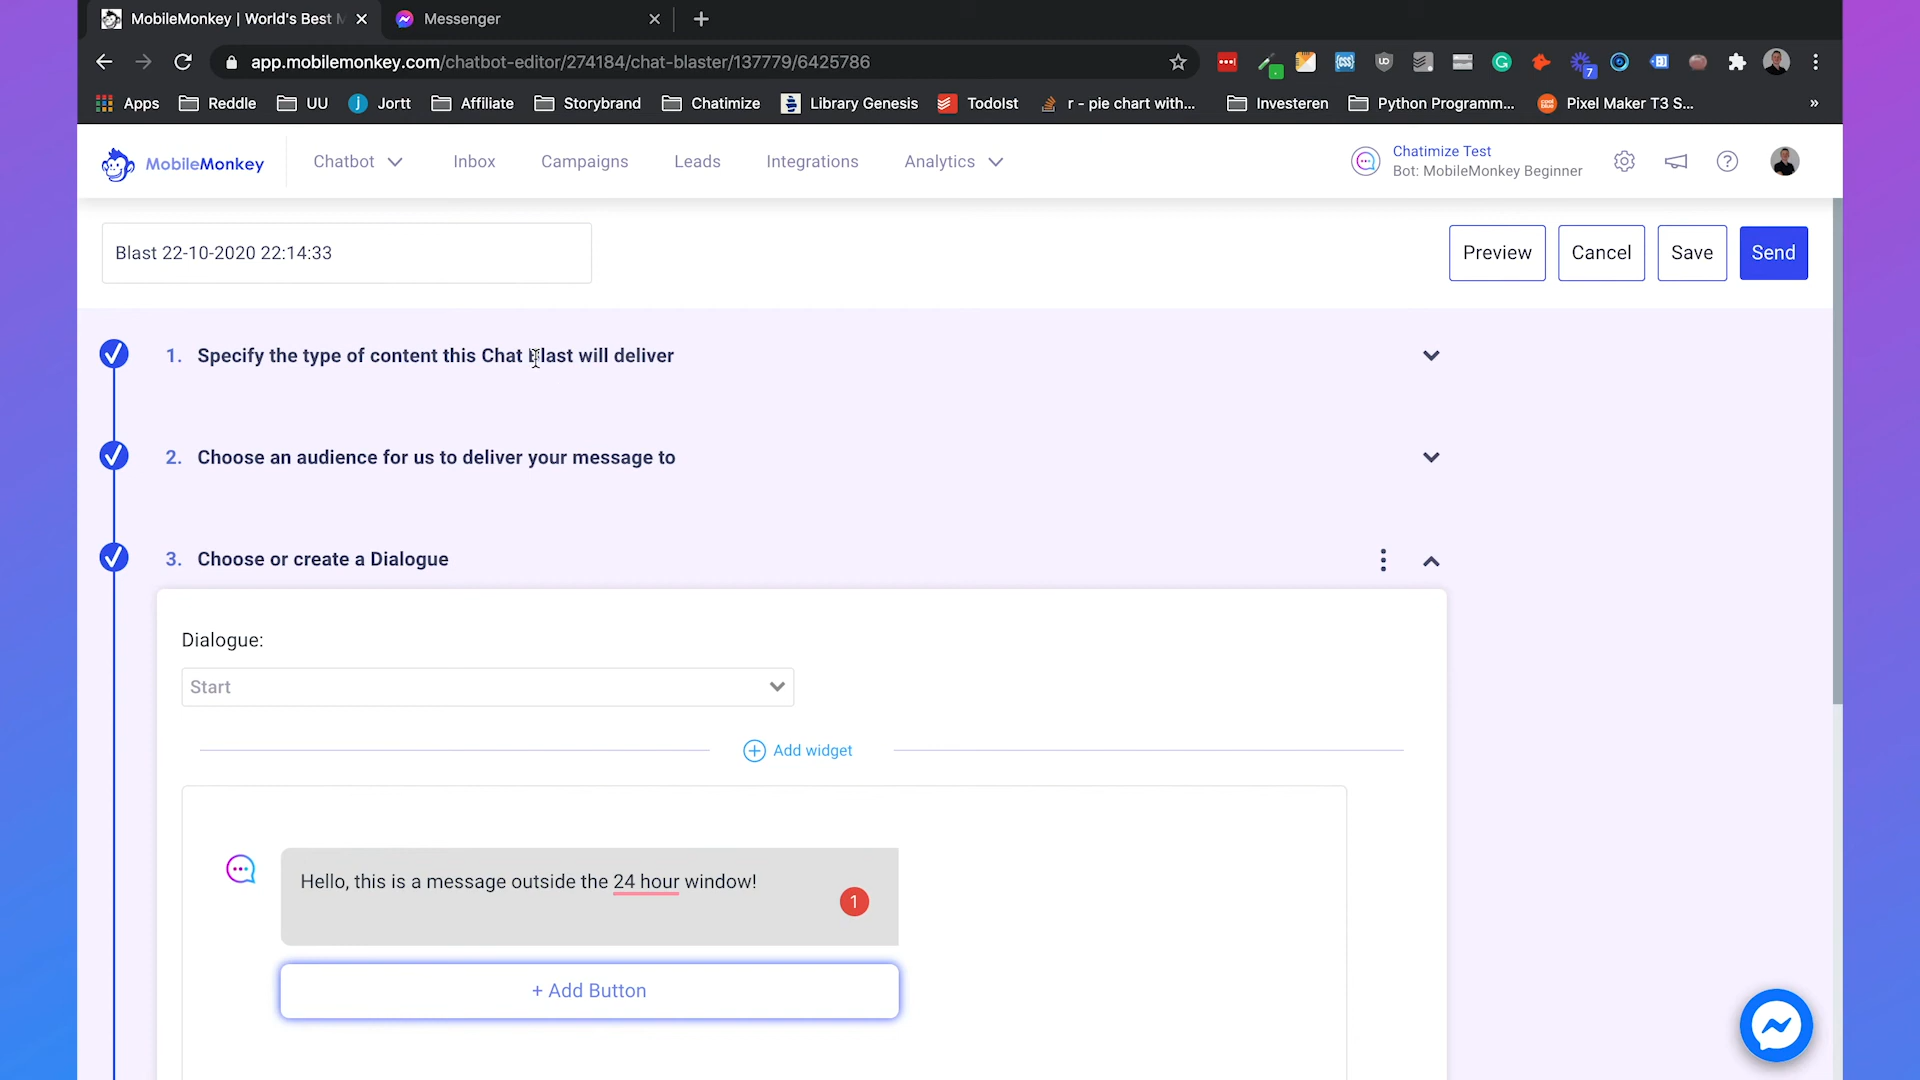 MobileMonkey | World's Best
Messenger
app.mobilemonkey.com/chatbot-editor/274184/chat-blaster/137779/6425786
7
Apps
Reddle
UU
Jortt
Affiliate
Storybrand
Chatimize
Library Genesis
TodoIst
r - pie chart with...
Investeren
Python Programm...
Pixel Maker T3 S...
»
MobileMonkey
Chatbot
Inbox
Campaigns
Leads
Integrations
Analytics
Chatimize Test
Bot: MobileMonkey Beginner
Blast 22-10-2020 22:14:33
Preview
Cancel
Save
Send
1. Specify the type of content this Chat Blast will deliver
2. Choose an audience for us to deliver your message to
3. Choose or create a Dialogue
Dialogue:
Start
Add widget
Hello, this is a message outside the 24 hour window!
1
+ Add Button